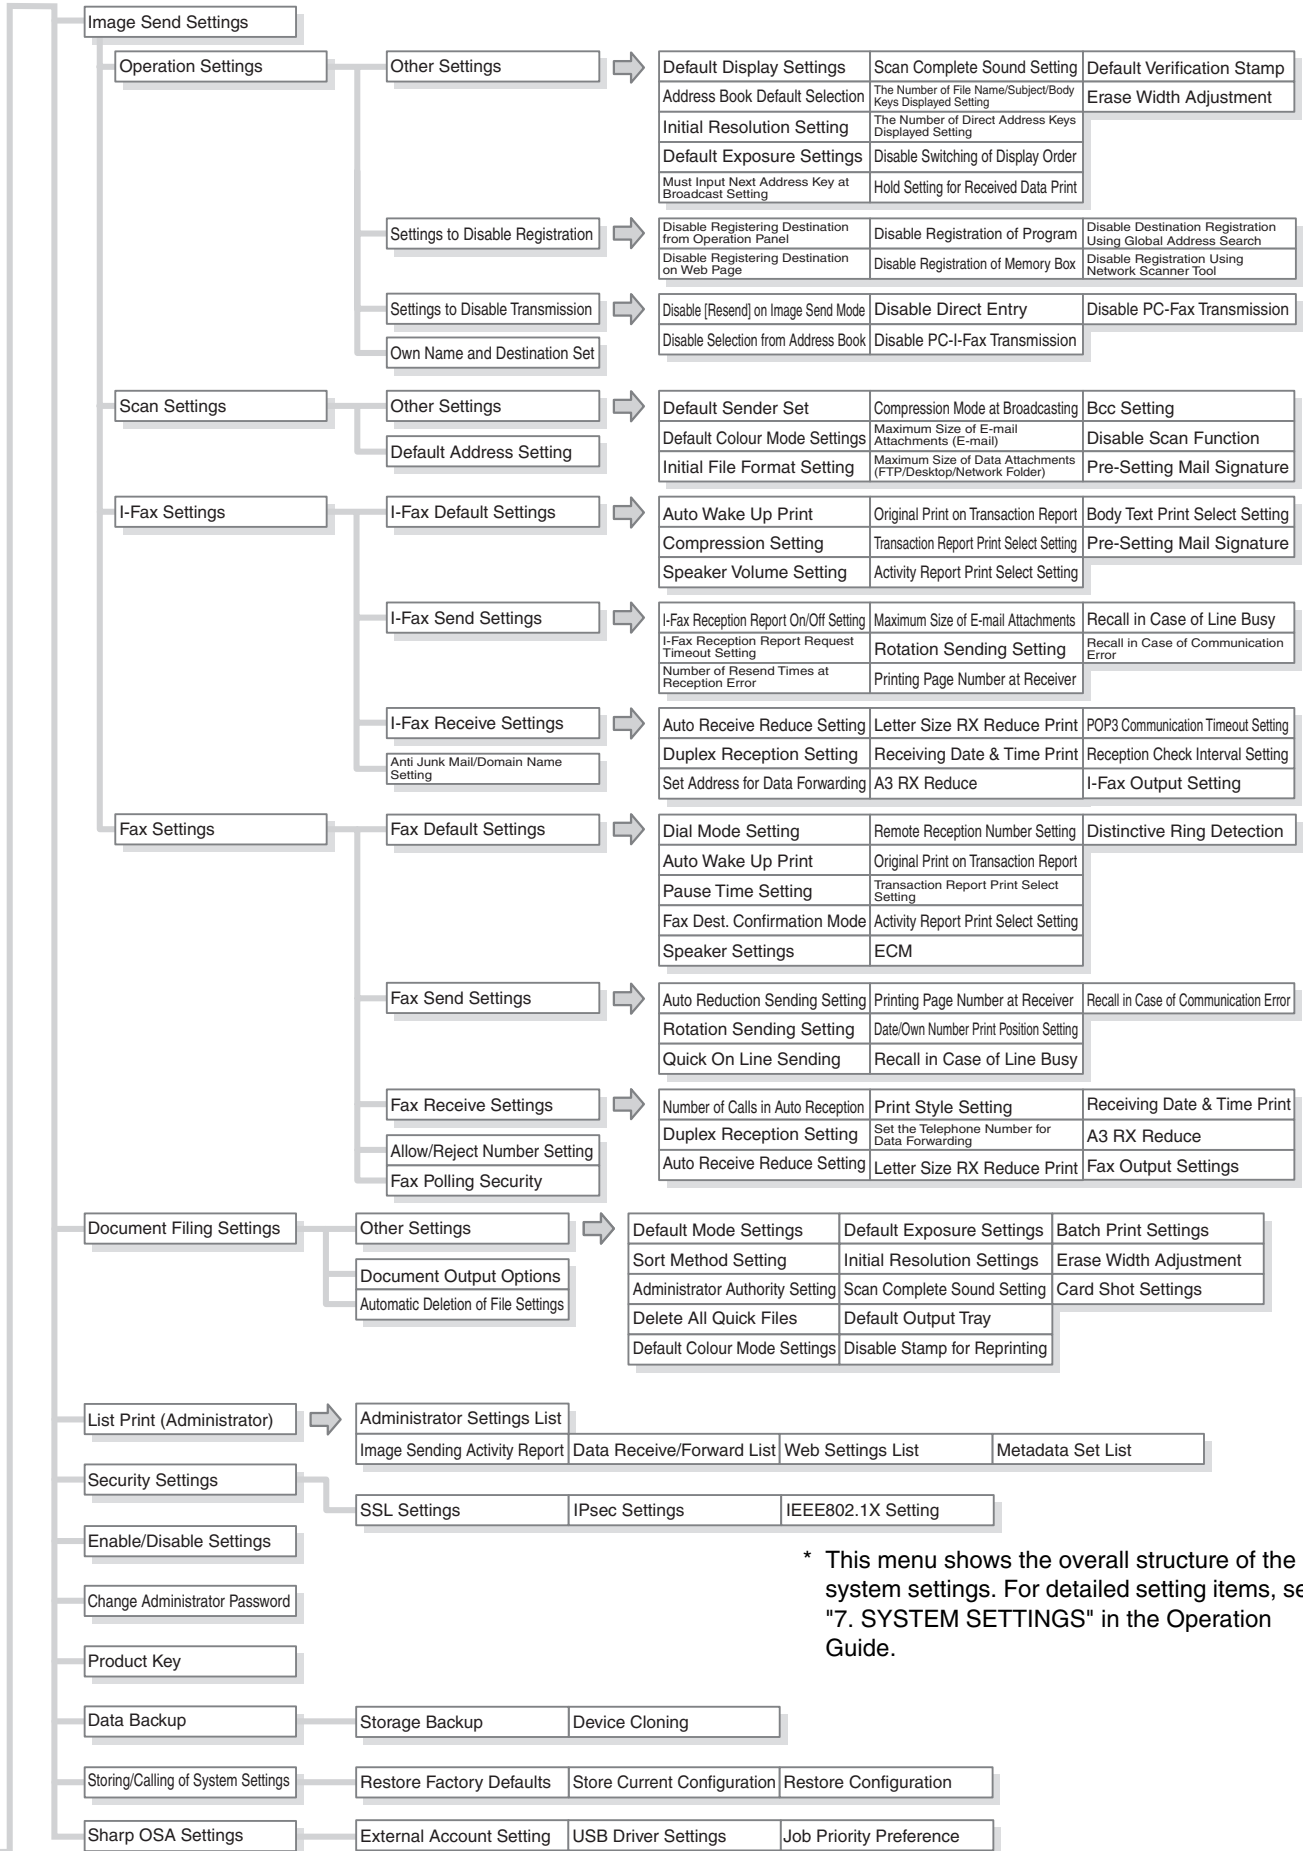 Image Send Settings
Operation Settings
Other Settings
Default Display Settings
Scan Complete Sound Setting
Default Verification Stamp
Address Book Default Selection
The Number of File Name/Subject/Body
Keys Displayed Setting
Erase Width Adjustment
Initial Resolution Setting
The Number of Direct Address Keys
Displayed Setting
Default Exposure Settings
Disable Switching of Display Order
Must Input Next Address Key at
Broadcast Setting
Hold Setting for Received Data Print
Settings to Disable Registration
Disable Registering Destination
from Operation Panel
Disable Registration of Program
Disable Destination Registration
Using Global Address Search
Disable Registering Destination
on Web Page
Disable Registration of Memory Box
Disable Registration Using
Network Scanner Tool
Settings to Disable Transmission
Disable [Resend] on Image Send Mode
Disable Direct Entry
Disable PC-Fax Transmission
Disable Selection from Address Book
Disable PC-I-Fax Transmission
Own Name and Destination Set
Scan Settings
Other Settings
Default Sender Set
Compression Mode at Broadcasting
Bcc Setting
Default Colour Mode Settings
Maximum Size of E-mail
Attachments (E-mail)
Disable Scan Function
Default Address Setting
Initial File Format Setting
Maximum Size of Data Attachments
(FTP/Desktop/Network Folder)
Pre-Setting Mail Signature
I-Fax Settings
I-Fax Default Settings
Auto Wake Up Print
Original Print on Transaction Report
Body Text Print Select Setting
Compression Setting
Transaction Report Print Select Setting
Pre-Setting Mail Signature
Speaker Volume Setting
Activity Report Print Select Setting
I-Fax Send Settings
I-Fax Reception Report On/Off Setting
Maximum Size of E-mail Attachments
Recall in Case of Line Busy
I-Fax Reception Report Request
Timeout Setting
Rotation Sending Setting
Recall in Case of Communication
Error
Number of Resend Times at
Reception Error
Printing Page Number at Receiver
I-Fax Receive Settings
Auto Receive Reduce Setting
Letter Size RX Reduce Print
POP3 Communication Timeout Setting
Duplex Reception Setting
Receiving Date & Time Print
Reception Check Interval Setting
Anti Junk Mail/Domain Name
Setting
Set Address for Data Forwarding
A3 RX Reduce
I-Fax Output Setting
Fax Settings
Fax Default Settings
Dial Mode Setting
Remote Reception Number Setting
Distinctive Ring Detection
Auto Wake Up Print
Original Print on Transaction Report
Pause Time Setting
Transaction Report Print Select
Setting
Fax Dest. Confirmation Mode
Activity Report Print Select Setting
Speaker Settings
ECM
Fax Send Settings
Auto Reduction Sending Setting
Printing Page Number at Receiver
Recall in Case of Communication Error
Rotation Sending Setting
Date/Own Number Print Position Setting
Quick On Line Sending
Recall in Case of Line Busy
Fax Receive Settings
Number of Calls in Auto Reception
Print Style Setting
Receiving Date & Time Print
Duplex Reception Setting
Set the Telephone Number for
Data Forwarding
A3 RX Reduce
Allow/Reject Number Setting
Auto Receive Reduce Setting
Letter Size RX Reduce Print
Fax Output Settings
Fax Polling Security
Document Filing Settings
Other Settings
Default Mode Settings
Default Exposure Settings
Batch Print Settings
Sort Method Setting
Initial Resolution Settings
Erase Width Adjustment
Document Output Options
Administrator Authority Setting
Scan Complete Sound Setting
Card Shot Settings
Automatic Deletion of File Settings
Delete All Quick Files
Default Output Tray
Default Colour Mode Settings
Disable Stamp for Reprinting
List Print (Administrator)
Administrator Settings List
Image Sending Activity Report
Data Receive/Forward List
Web Settings List
Metadata Set List
Security Settings
SSL Settings
IPsec Settings
IEEE802.1X Setting
Enable/Disable Settings
* This menu shows the overall structure of the
system settings. For detailed setting items, se
"7. SYSTEM SETTINGS" in the Operation
Guide.
Change Administrator Password
Product Key
Data Backup
Storage Backup
Device Cloning
Storing/Calling of System Settings
Restore Factory Defaults
Store Current Configuration
Restore Configuration
Sharp OSA Settings
External Account Setting
USB Driver Settings
Job Priority Preference